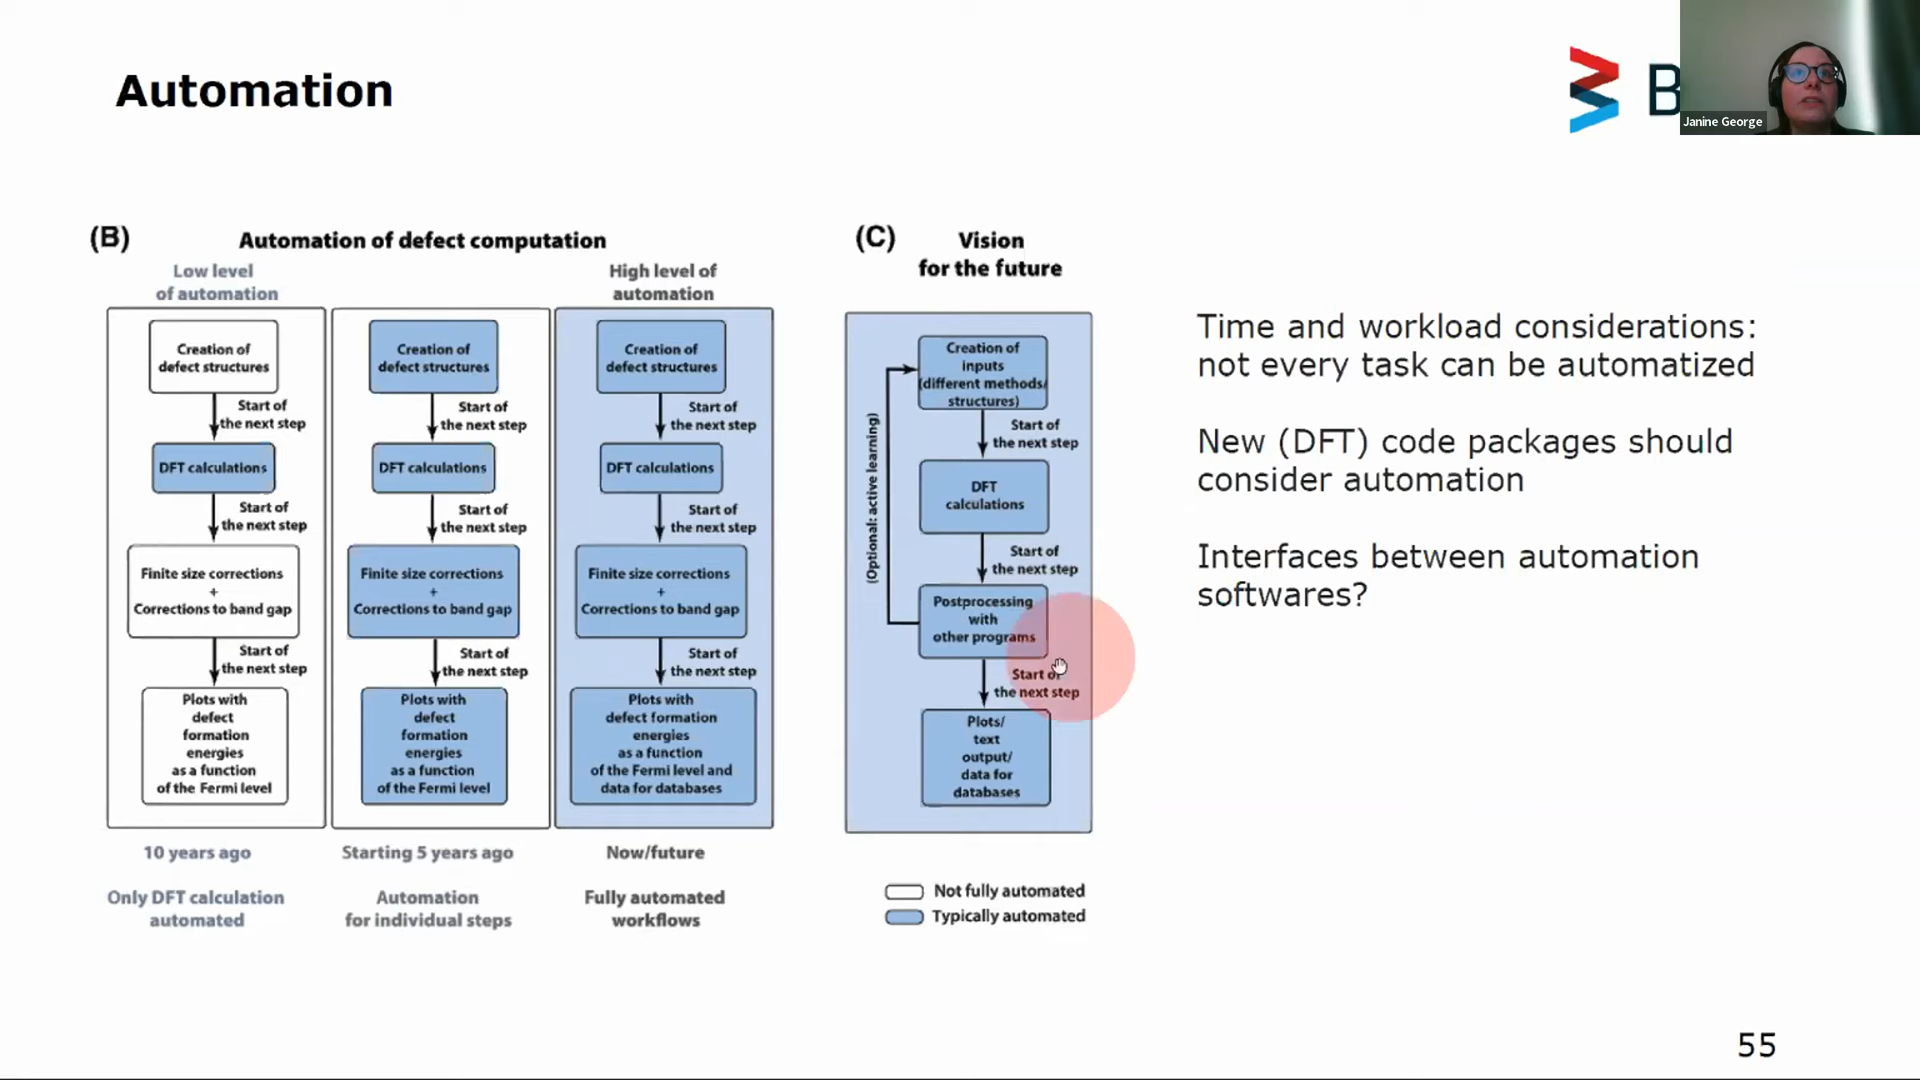 Automation
B
Janine George
(B)
Automation of defect computation
Low level
of automation
High level of
automation
Creation of
defect structures
Start of
the next step
DFT calculations
Start of
the next step
Finite size corrections
+
Corrections to band gap
Start of
the next step
Plots with
defect
formation
energies
as a function
of the Fermi level
10 years ago
Only DFT calculation
automated
Creation of
defect structures
Start of
the next step
DFT calculations
Start of
the next step
Finite size corrections
+
Corrections to band gap
Start of
the next step
Plots with
defect
formation
energies
as a function
of the Fermi level
Starting 5 years ago
Automation
for individual steps
Creation of
defect structures
Start of
the next step
DFT calculations
Start of
the next step
Finite size corrections
+
Corrections to band gap
Start of
the next step
Plots with
defect formation
energies
as a function
of the Fermi level and
data for databases
Now/future
Fully automated
workflows
(C)
Vision
for the future
Creation of
inputs
(different methods/
structures)
Start of
the next step
(Optional: active learning)
DFT
calculations
Start of
the next step
Postprocessing
with
other programs
Start of
the next step
Plots/
text
output/
data for
databases
Not fully automated
Typically automated
Time and workload considerations:
not every task can be automatized
New (DFT) code packages should
consider automation
Interfaces between automation
softwares?
55